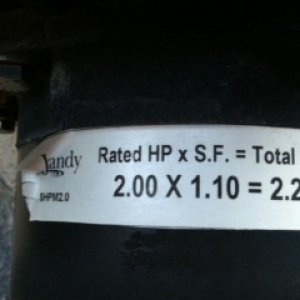 Jandy
Rated HP x S.F. = Total
SHPM2.0
2.00 X 1.10 = 2.2